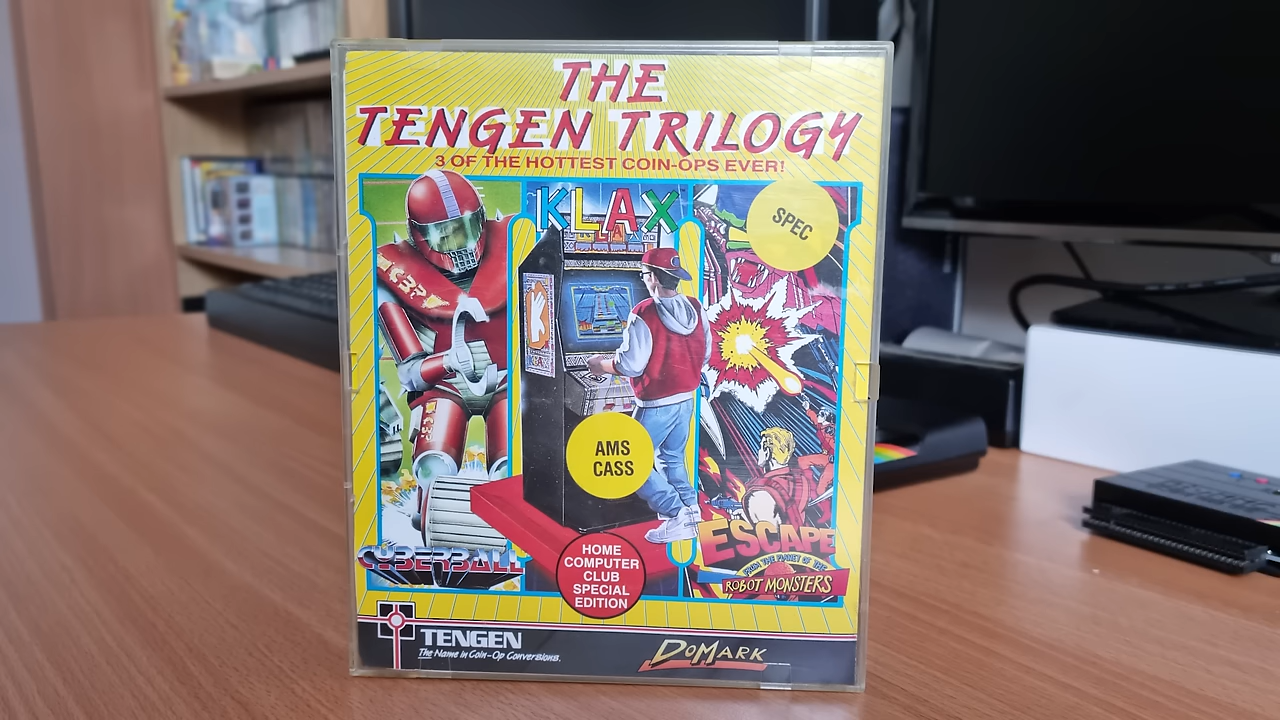 THE
TENGEN TRILOGY
3 OF THE HOTTEST COIN-OPS EVER!
KLAX
SPEC
AMS
CASS
CYBERBALL
ESCAPE
FROM THE PLANET OF THE
ROBOT MONSTERS
HOME
COMPUTER
CLUB
SPECIAL
EDITION
TENGEN
The Name in Coin-Op Conversions.
DOMARK